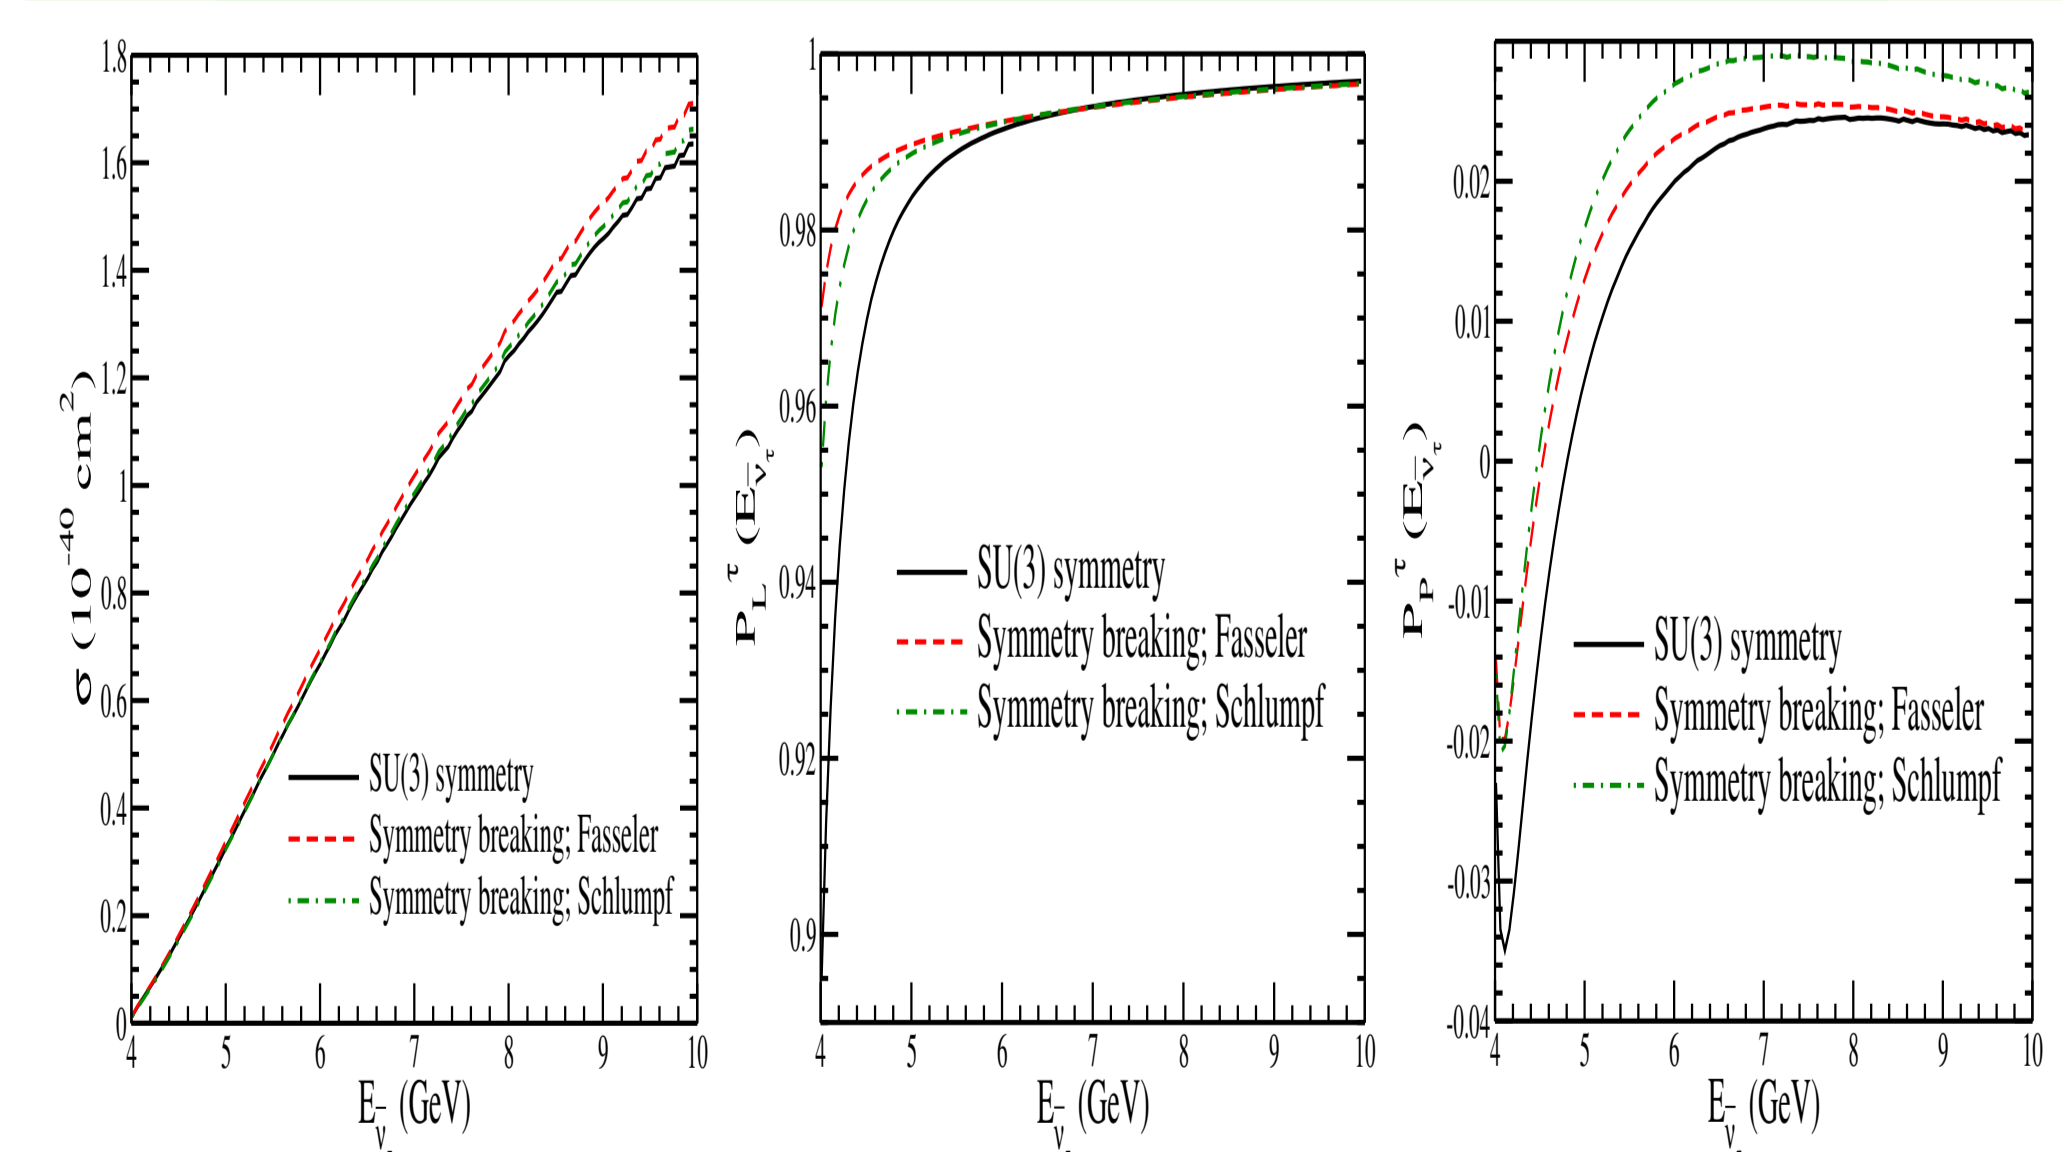 1.8
1.6
1.4
1.2
1
0.8
0.6
0.4
0.2
0
σ (10⁻⁴⁰ cm²)
SU(3) symmetry
Symmetry breaking; Fasseler
Symmetry breaking; Schlumpf
4 5 6 7 8 9 10
E_ν̄ (GeV)
1
0.98
0.96
0.94
0.92
0.9
P_L^τ (E_ν̄_τ)
SU(3) symmetry
Symmetry breaking; Fasseler
Symmetry breaking; Schlumpf
4 5 6 7 8 9 10
E_ν̄ (GeV)
0.02
0.01
0
-0.01
-0.02
-0.03
-0.04
P_P^τ (E_ν̄_τ)
SU(3) symmetry
Symmetry breaking; Fasseler
Symmetry breaking; Schlumpf
4 5 6 7 8 9 10
E_ν̄ (GeV)